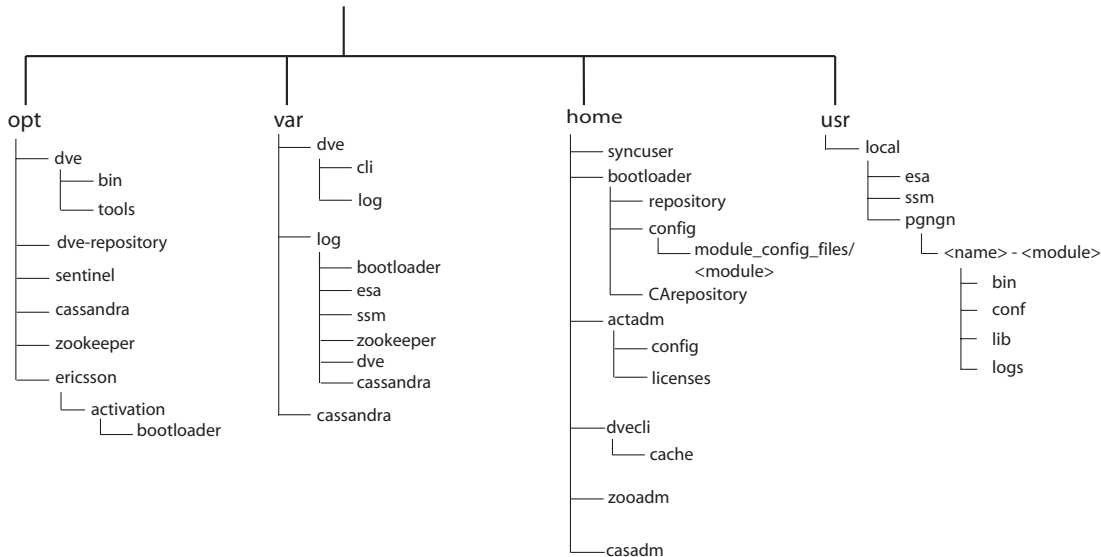 opt
dve
bin
tools
dve-repository
sentinel
cassandra
zookeeper
ericsson
activation
bootloader
var
dve
cli
log
log
bootloader
esa
ssm
zookeeper
dve
cassandra
cassandra
home
syncuser
bootloader
repository
config
module_config_files/
<module>
CArepository
actadm
config
licenses
dvecli
cache
zooadm
casadm
usr
local
esa
ssm
pgngn
<name> - <module>
bin
conf
lib
logs